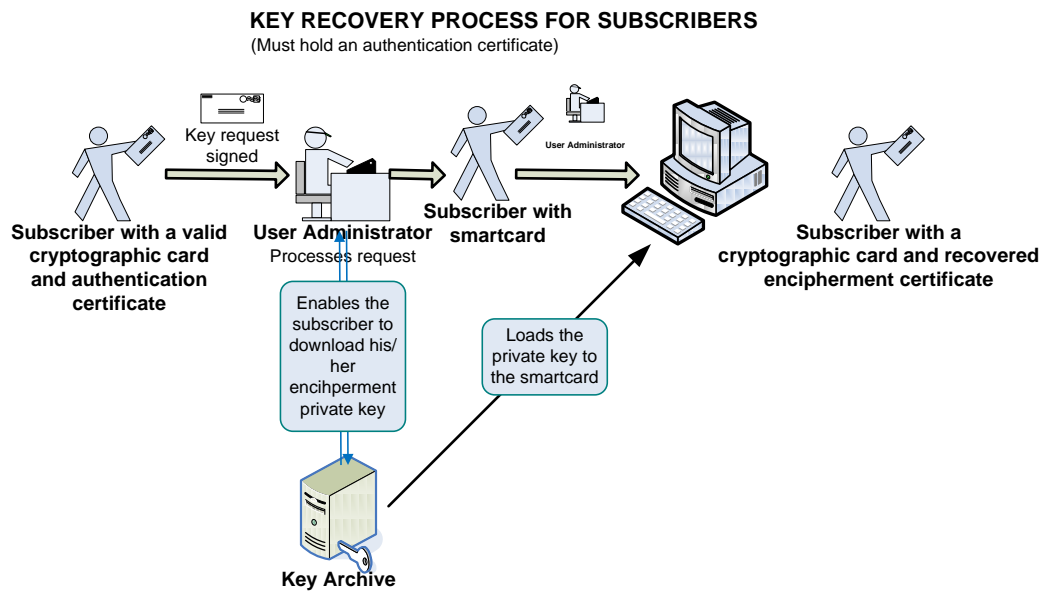 KEY RECOVERY PROCESS FOR SUBSCRIBERS
(Must hold an authentication certificate)
Key request
signed
User Administrator
Subscriber with a valid
cryptographic card
and authentication
certificate
User Administrator
Processes request
Subscriber with
smartcard
Subscriber with a
cryptographic card and recovered
encipherment certificate
Enables the
subscriber to
download his/
her
encihperment
private key
Loads the
private key to
the smartcard
Key Archive